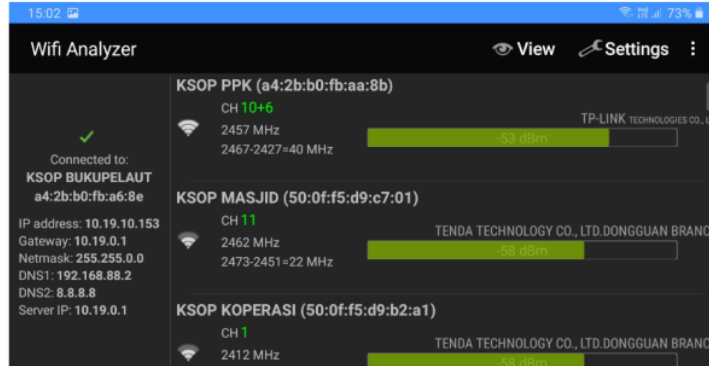 15:02 73%
Wifi Analyzer View Settings
Connected to:
KSOP BUKUPELAUT
a4:2b:b0:fb:a6:8e
IP address: 10.19.10.153
Gateway: 10.19.0.1
Netmask: 255.255.0.0
DNS1: 192.168.88.2
DNS2: 8.8.8.8
Server IP: 10.19.0.1
KSOP PPK (a4:2b:b0:fb:aa:8b)
CH 10+6
TP-LINK TECHNOLOGIES CO., L
2457 MHz
-53 dBm
2467-2427=40 MHz
KSOP MASJID (50:0f:f5:d9:c7:01)
CH 11
TENDA TECHNOLOGY CO., LTD.DONGGUAN BRANC
2462 MHz
-58 dBm
2473-2451=22 MHz
KSOP KOPERASI (50:0f:f5:d9:b2:a1)
CH 1
TENDA TECHNOLOGY CO., LTD.DONGGUAN BRANC
2412 MHz
-58 dBm